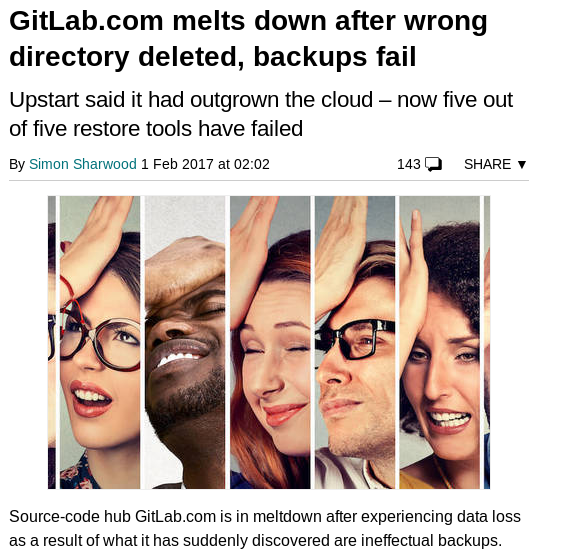 GitLab.com melts down after wrong
directory deleted, backups fail
Upstart said it had outgrown the cloud – now five out
of five restore tools have failed
By Simon Sharwood 1 Feb 2017 at 02:02
143 SHARE ▼
Source-code hub GitLab.com is in meltdown after experiencing data loss
as a result of what it has suddenly discovered are ineffectual backups.